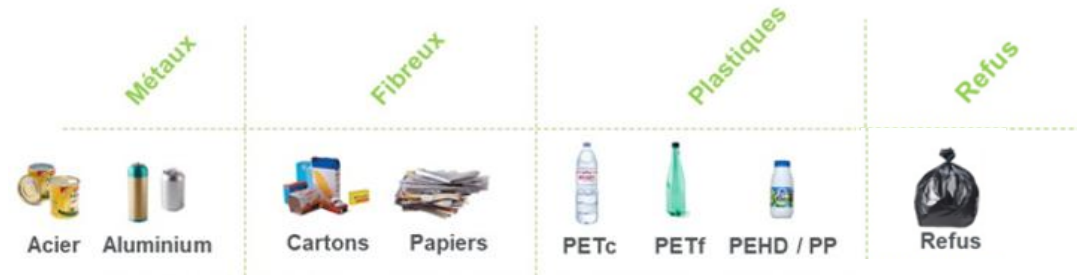 Métaux
Fibreux
Plastiques
Refus
Acier
Aluminium
Cartons
Papiers
PETc
PETf
PEHD / PP
Refus